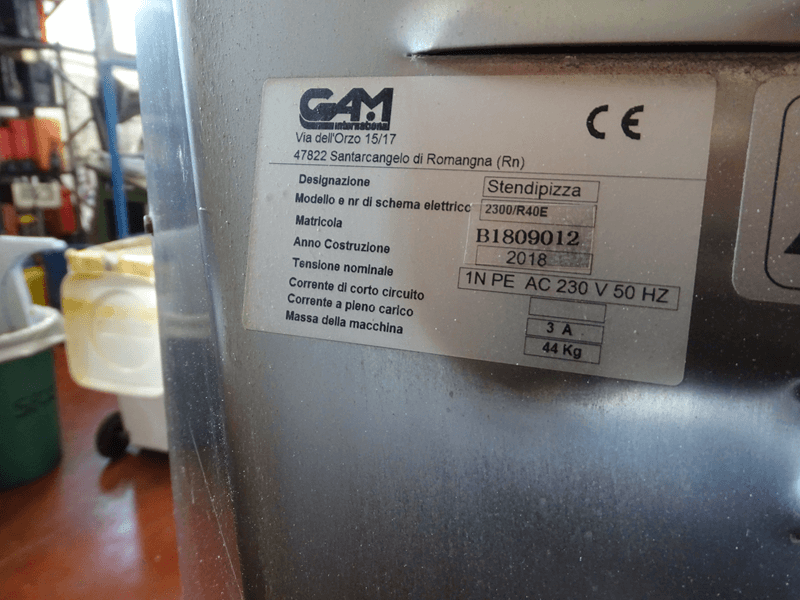 GAM
International
Via dell'Orzo 15/17
47822 Santarcangelo di Romangna (Rn)
CE
Designazione Stendipizza
Modello e nr di schema elettrico 2300/R40E
Matricola B1809012
Anno Costruzione 2018
Tensione nominale 1N PE AC 230 V 50 HZ
Corrente di corto circuito
Corrente a pieno carico 3 A
Massa della macchina 44 Kg